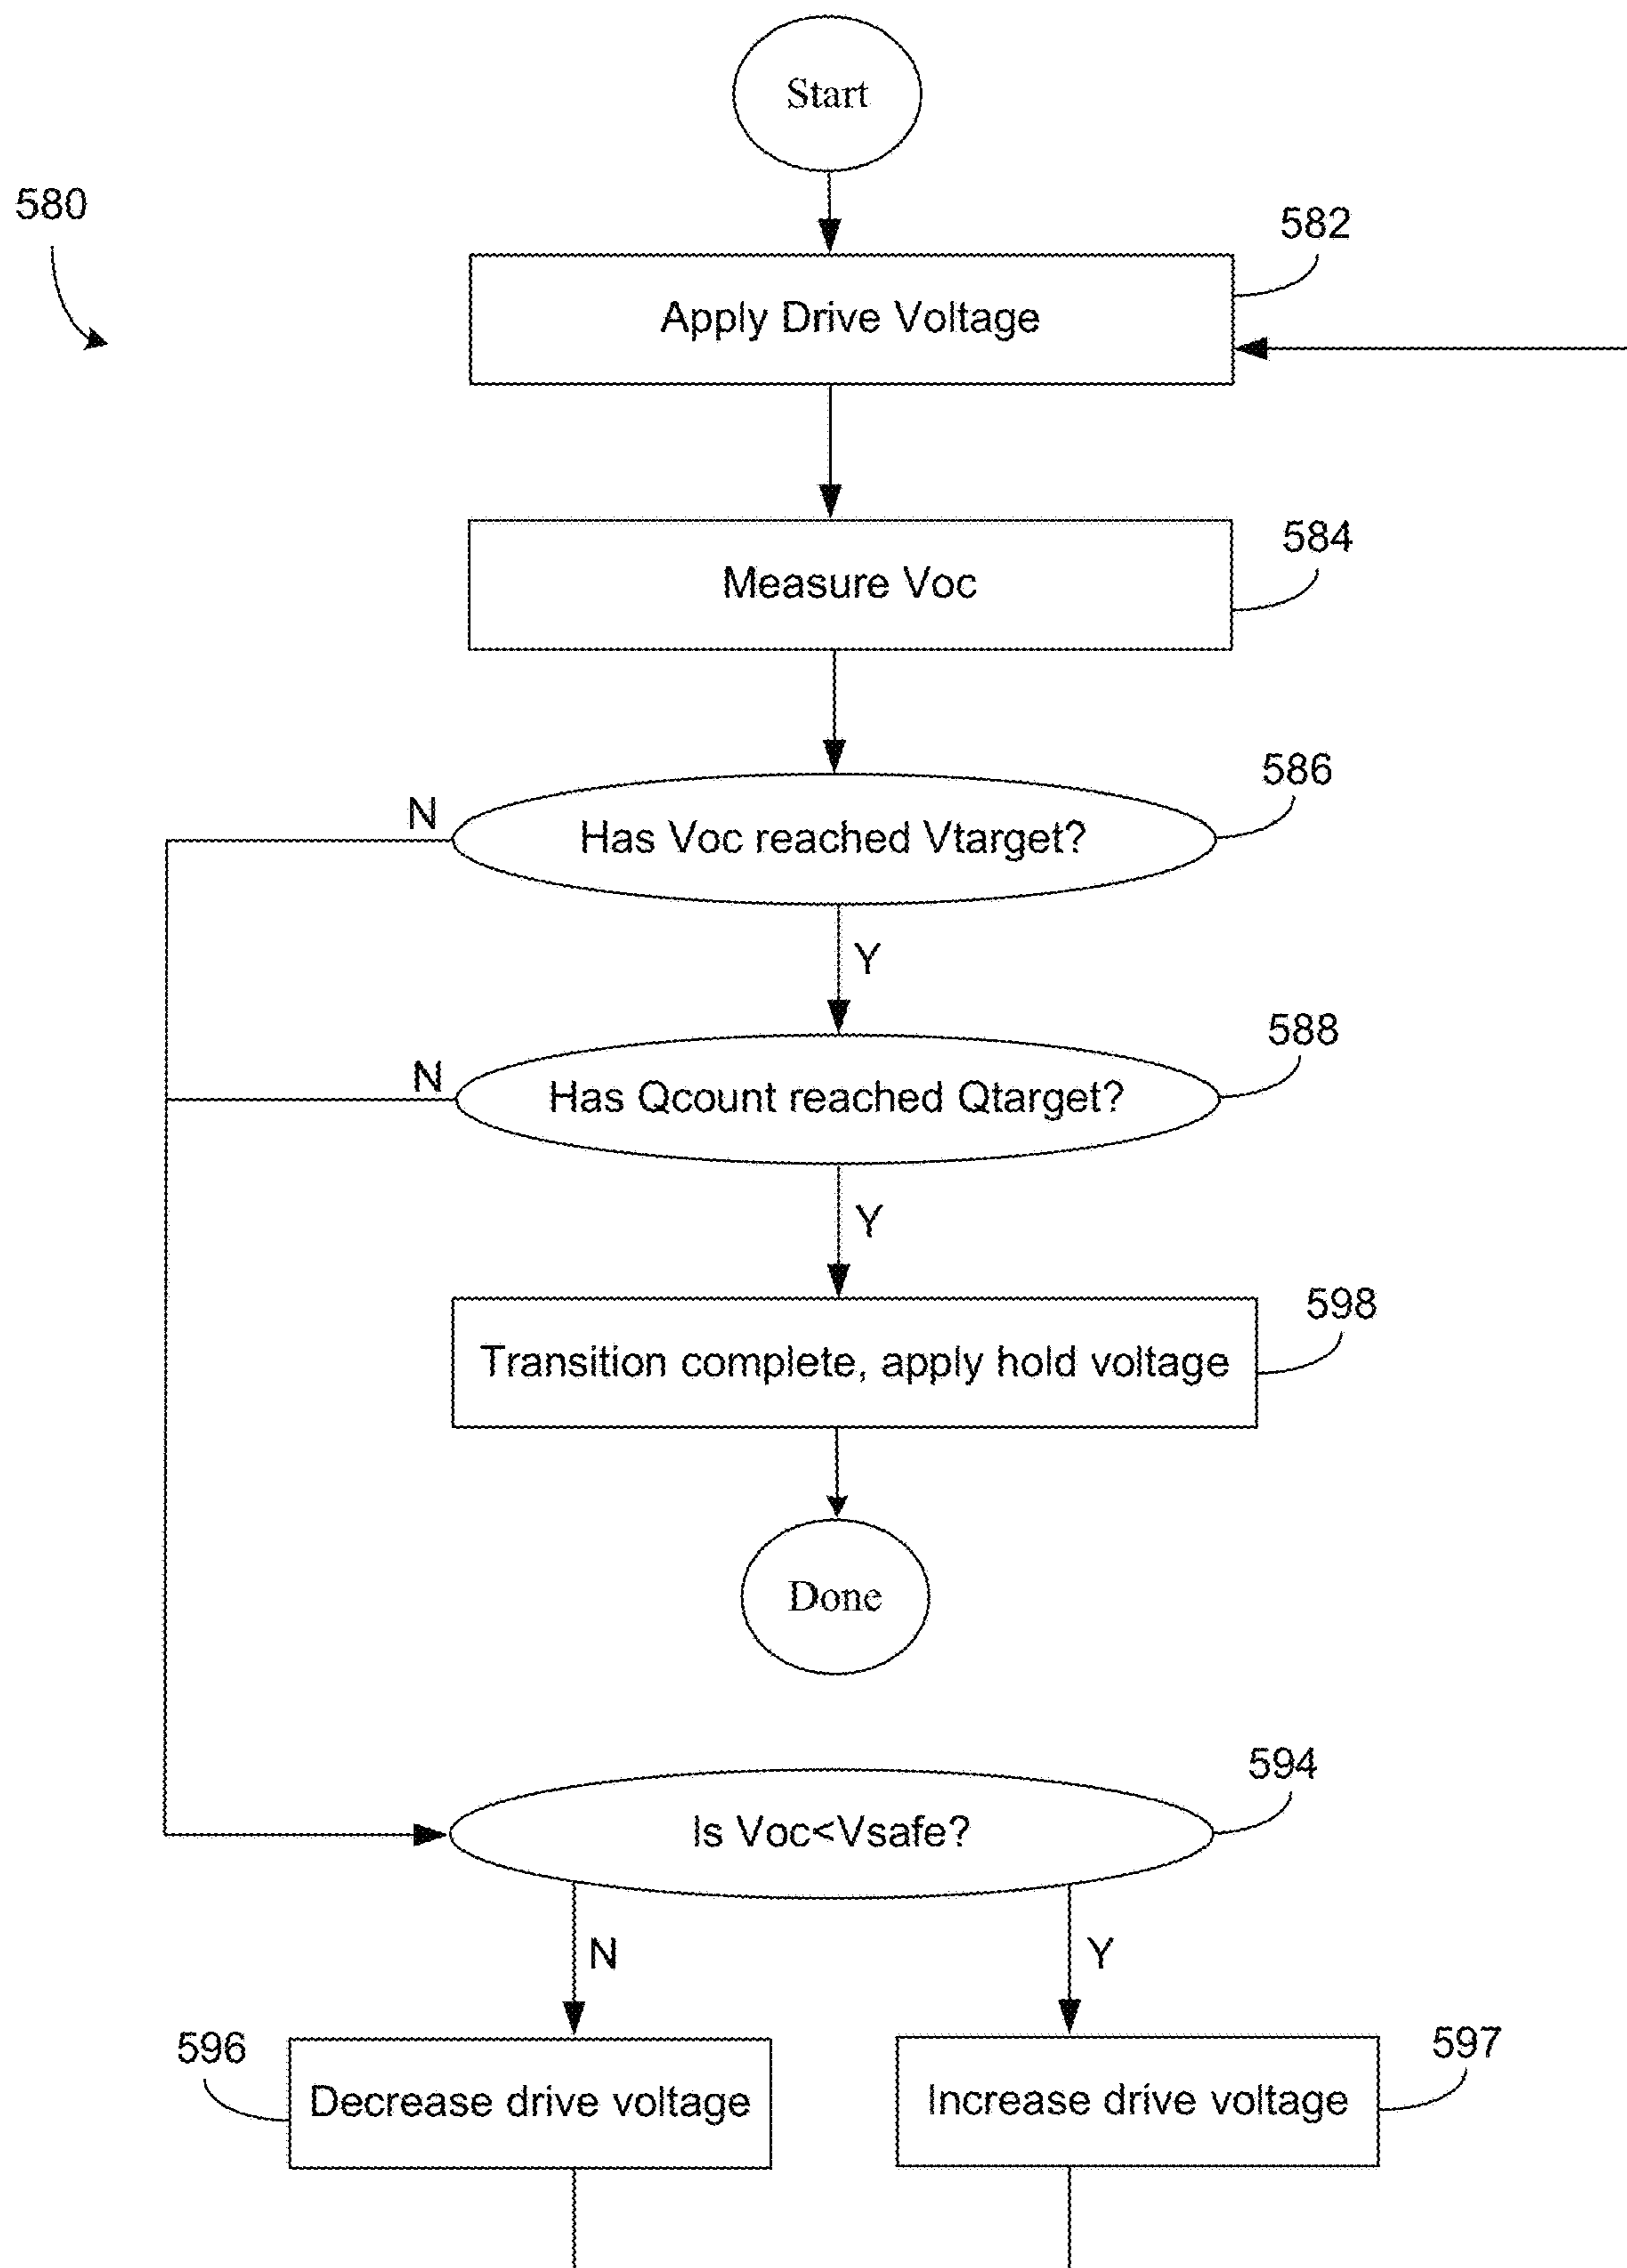 Start
580
582
Apply Drive Voltage
584
Measure Voc
586
N
Has Voc reached Vtarget?
Y
588
N
Has Qcount reached Qtarget?
Y
598
Transition complete, apply hold voltage
Done
594
Is Voc<Vsafe?
N
Y
596
Decrease drive voltage
597
Increase drive voltage